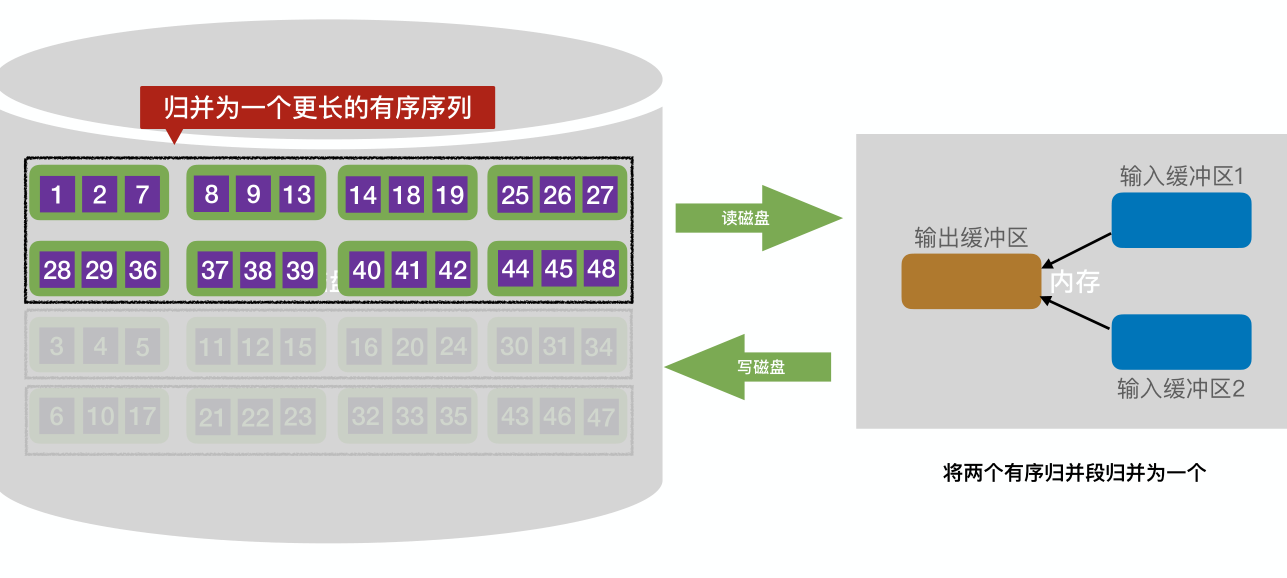 归并为一个更长的有序序列
1 2 7 8 9 13 14 18 19 25 26 27
28 29 36 37 38 39 40 41 42 44 45 48
盘
3 4 5 11 12 15 16 20 24 30 31 34
6 10 17 21 22 23 32 33 35 43 46 47
读磁盘
写磁盘
输入缓冲区1
输出缓冲区
内存
输入缓冲区2
将两个有序归并段归并为一个